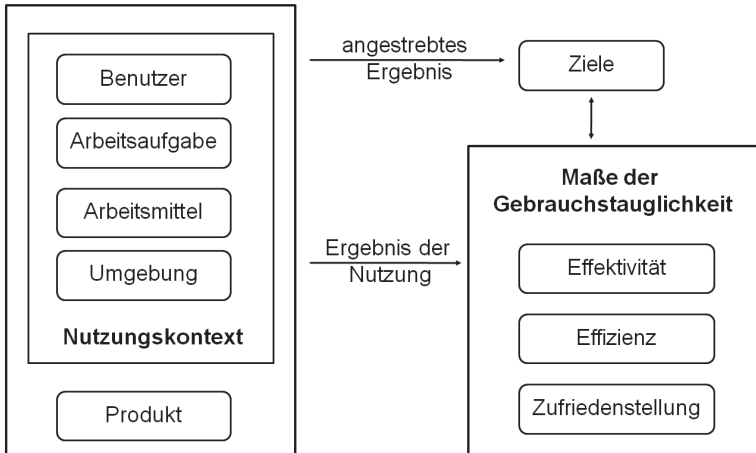 Benutzer
Arbeitsaufgabe
Arbeitsmittel
Umgebung
Nutzungskontext
Produkt
angestrebtes
Ergebnis
Ergebnis der
Nutzung
Ziele
Maße der
Gebrauchstauglichkeit
Effektivität
Effizienz
Zufriedenstellung